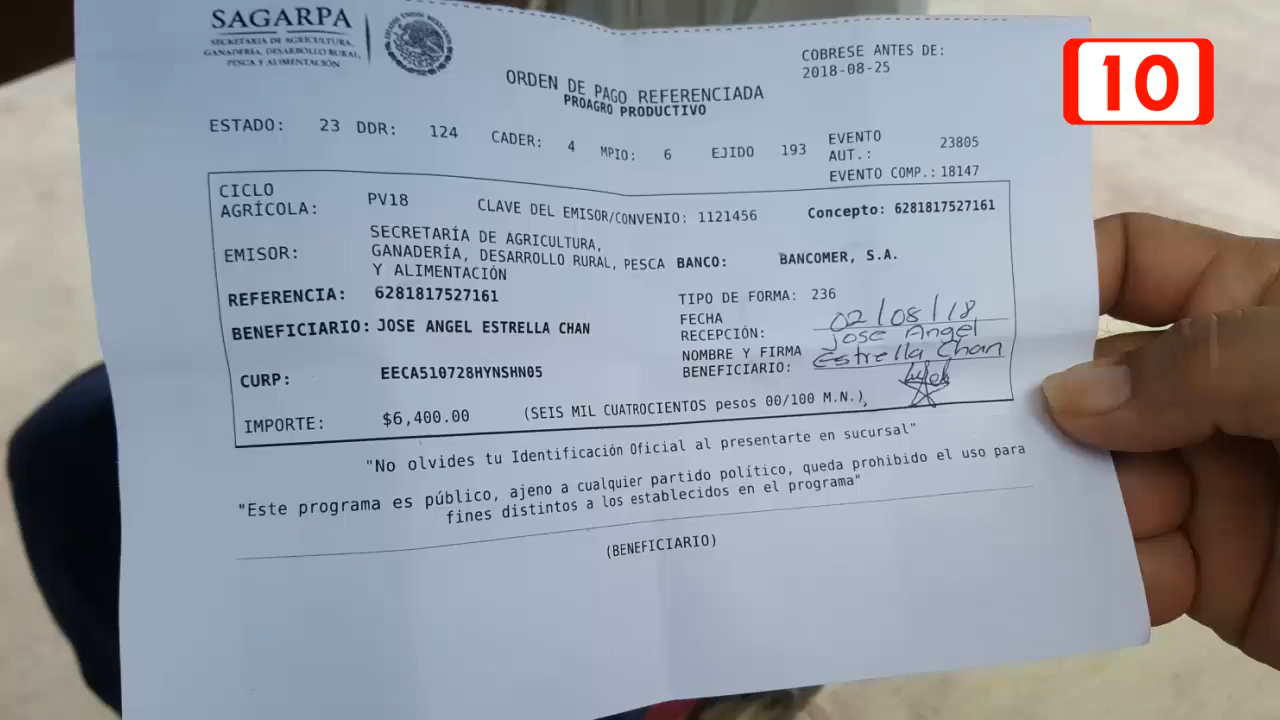 SAGARPA
SECRETARÍA DE AGRICULTURA,
GANADERÍA, DESARROLLO RURAL,
PESCA Y ALIMENTACIÓN
ESTADOS UNIDOS MEXICANOS
COBRESE ANTES DE:
2018-08-25
10
ORDEN DE PAGO REFERENCIADA
PROAGRO PRODUCTIVO
ESTADO: 23 DDR: 124 CADER: 4 MPIO: 6 EJIDO 193 EVENTO AUT.: 23805
EVENTO COMP.: 18147
CICLO AGRÍCOLA: PV18 CLAVE DEL EMISOR/CONVENIO: 1121456 Concepto: 6281817527161
EMISOR: SECRETARÍA DE AGRICULTURA,
GANADERÍA, DESARROLLO RURAL, PESCA BANCO: BANCOMER, S.A.
Y ALIMENTACIÓN
REFERENCIA: 6281817527161 TIPO DE FORMA: 236
FECHA RECEPCIÓN: 02/08/18
BENEFICIARIO: JOSE ANGEL ESTRELLA CHAN
NOMBRE Y FIRMA BENEFICIARIO: Jose Angel Estrella Chan
CURP: EECA510728HYNSHN05
IMPORTE: $6,400.00 (SEIS MIL CUATROCIENTOS pesos 00/100 M.N.),
"No olvides tu Identificación Oficial al presentarte en sucursal"
"Este programa es público, ajeno a cualquier partido político, queda prohibido el uso para
fines distintos a los establecidos en el programa"
(BENEFICIARIO)